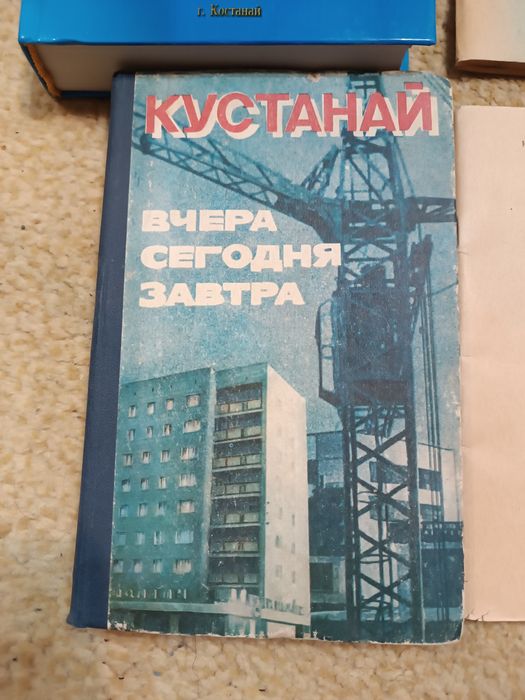 г. Костанай
КУСТАНАЙ
ВЧЕРА
СЕГОДНЯ
ЗАВТРА